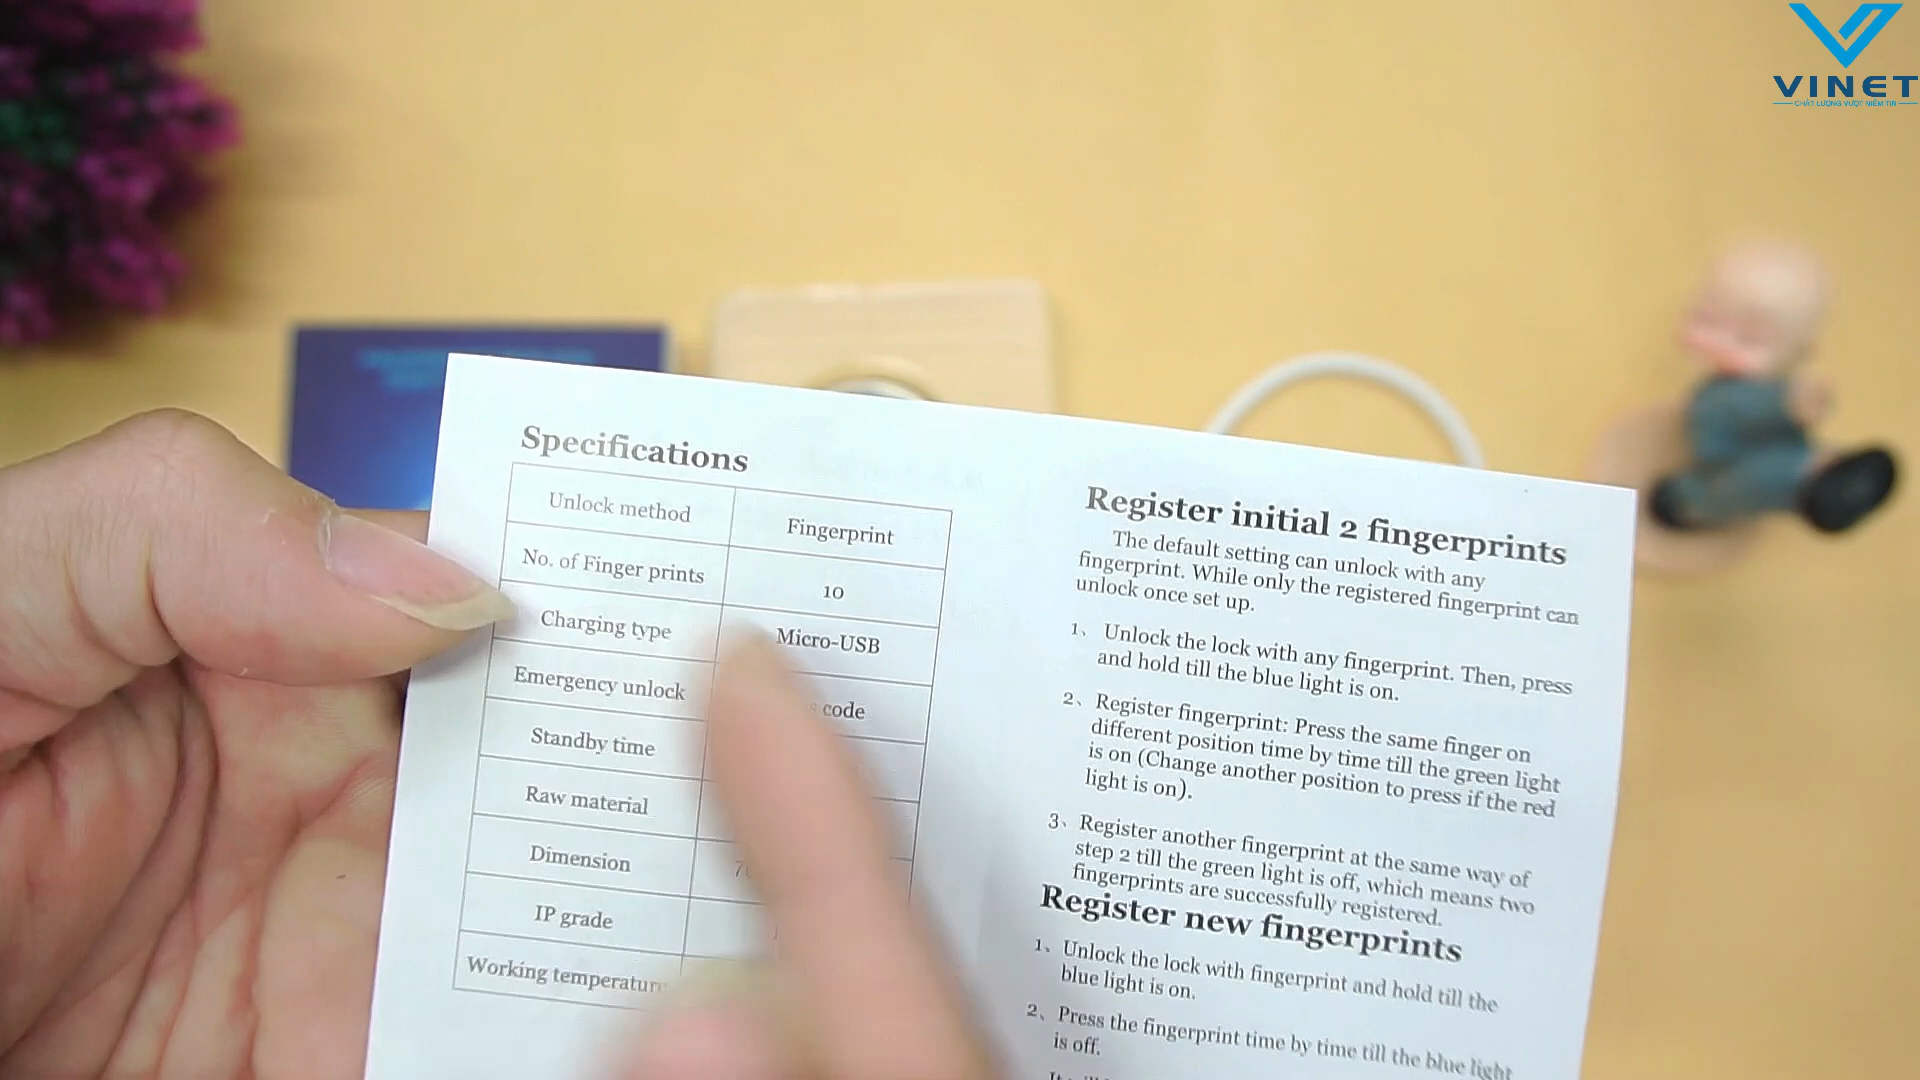 VINET
CHẤT LƯỢNG VƯỢT NIỀM TIN
Specifications
Unlock method
Fingerprint
No. of Finger prints
10
Charging type
Micro-USB
Emergency unlock
code
Standby time
Raw material
Dimension
IP grade
Working temperature
Register initial 2 fingerprints
The default setting can unlock with any
fingerprint. While only the registered fingerprint can
unlock once set up.
1、 Unlock the lock with any fingerprint. Then, press
and hold till the blue light is on.
2、 Register fingerprint: Press the same finger on
different position time by time till the green light
is on (Change another position to press if the red
light is on).
3、 Register another fingerprint at the same way of
step 2 till the green light is off, which means two
fingerprints are successfully registered.
Register new fingerprints
1、 Unlock the lock with fingerprint and hold till the
blue light is on.
2、 Press the fingerprint time by time till the blue light
is off.